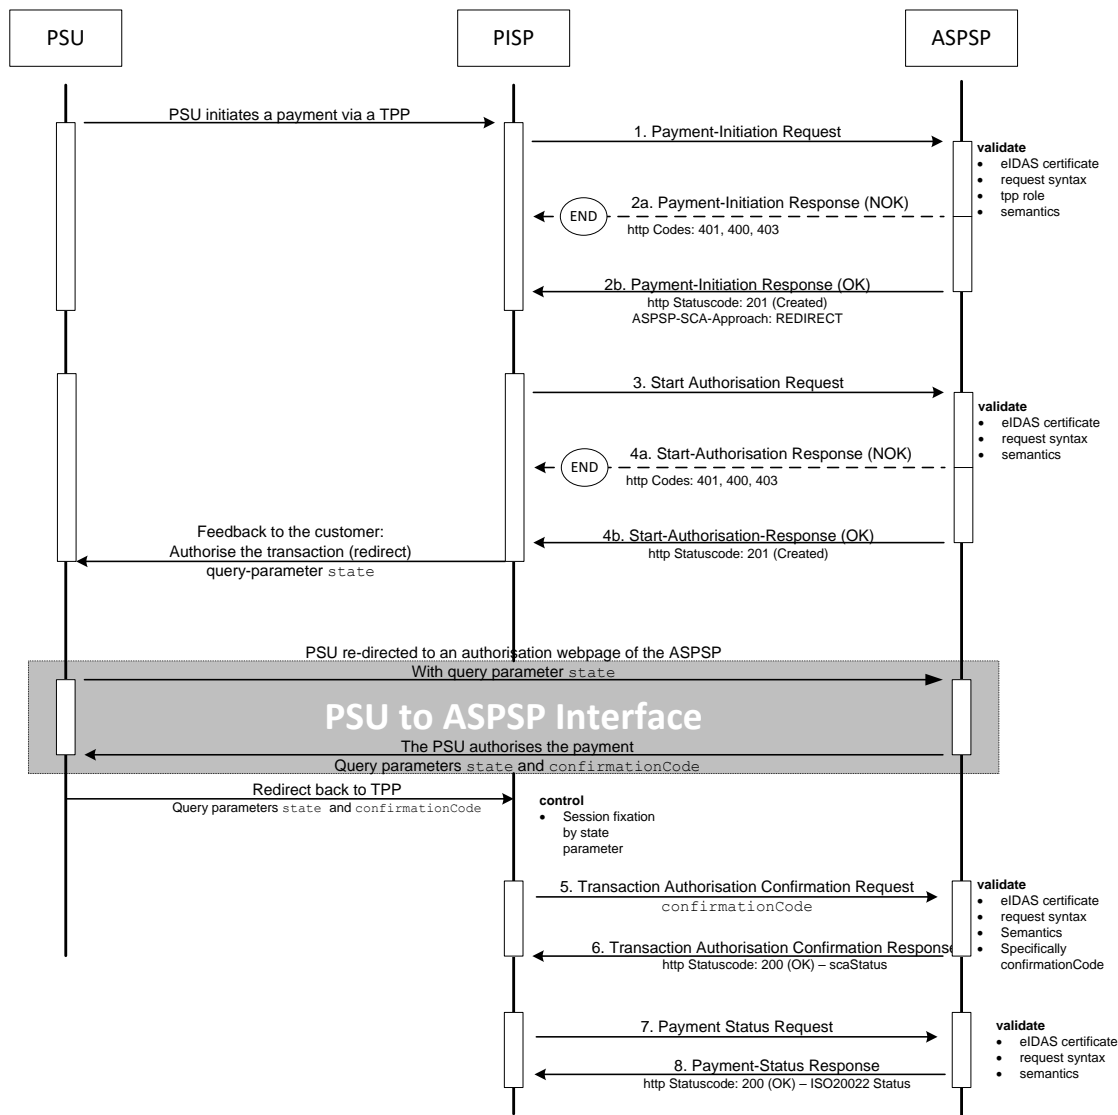 PSU
PISP
ASPSP
PSU initiates a payment via a TPP
1. Payment-Initiation Request
validate
• eIDAS certificate
• request syntax
• tpp role
• semantics
2a. Payment-Initiation Response (NOK)
END
http Codes: 401, 400, 403
2b. Payment-Initiation Response (OK)
http Statuscode: 201 (Created)
ASPSP-SCA-Approach: REDIRECT
3. Start Authorisation Request
validate
• eIDAS certificate
• request syntax
• semantics
4a. Start-Authorisation Response (NOK)
END
http Codes: 401, 400, 403
4b. Start-Authorisation-Response (OK)
http Statuscode: 201 (Created)
Feedback to the customer:
Authorise the transaction (redirect)
query-parameter state
PSU re-directed to an authorisation webpage of the ASPSP
With query parameter state
PSU to ASPSP Interface
The PSU authorises the payment
Query parameters state and confirmationCode
Redirect back to TPP
Query parameters state and confirmationCode
control
• Session fixation
by state
parameter
5. Transaction Authorisation Confirmation Request
confirmationCode
validate
• eIDAS certificate
• request syntax
• Semantics
• Specifically
confirmationCode
6. Transaction Authorisation Confirmation Response
http Statuscode: 200 (OK) – scaStatus
7. Payment Status Request
validate
• eIDAS certificate
• request syntax
• semantics
8. Payment-Status Response
http Statuscode: 200 (OK) – ISO20022 Status